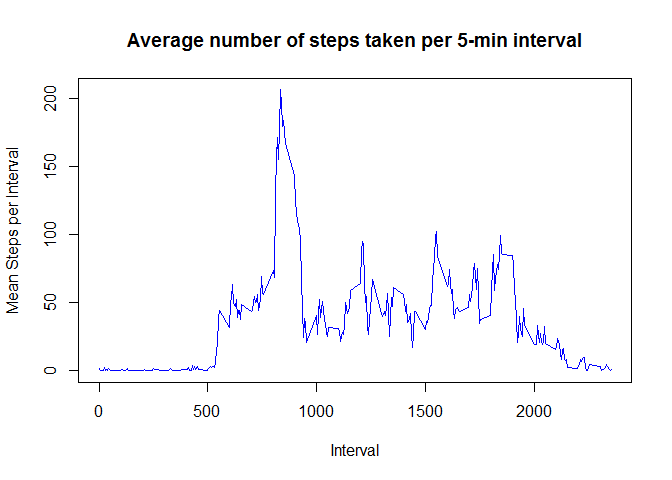 Average number of steps taken per 5-min interval
Mean Steps per Interval
200
150
100
50
0
0 500 1000 1500 2000
Interval